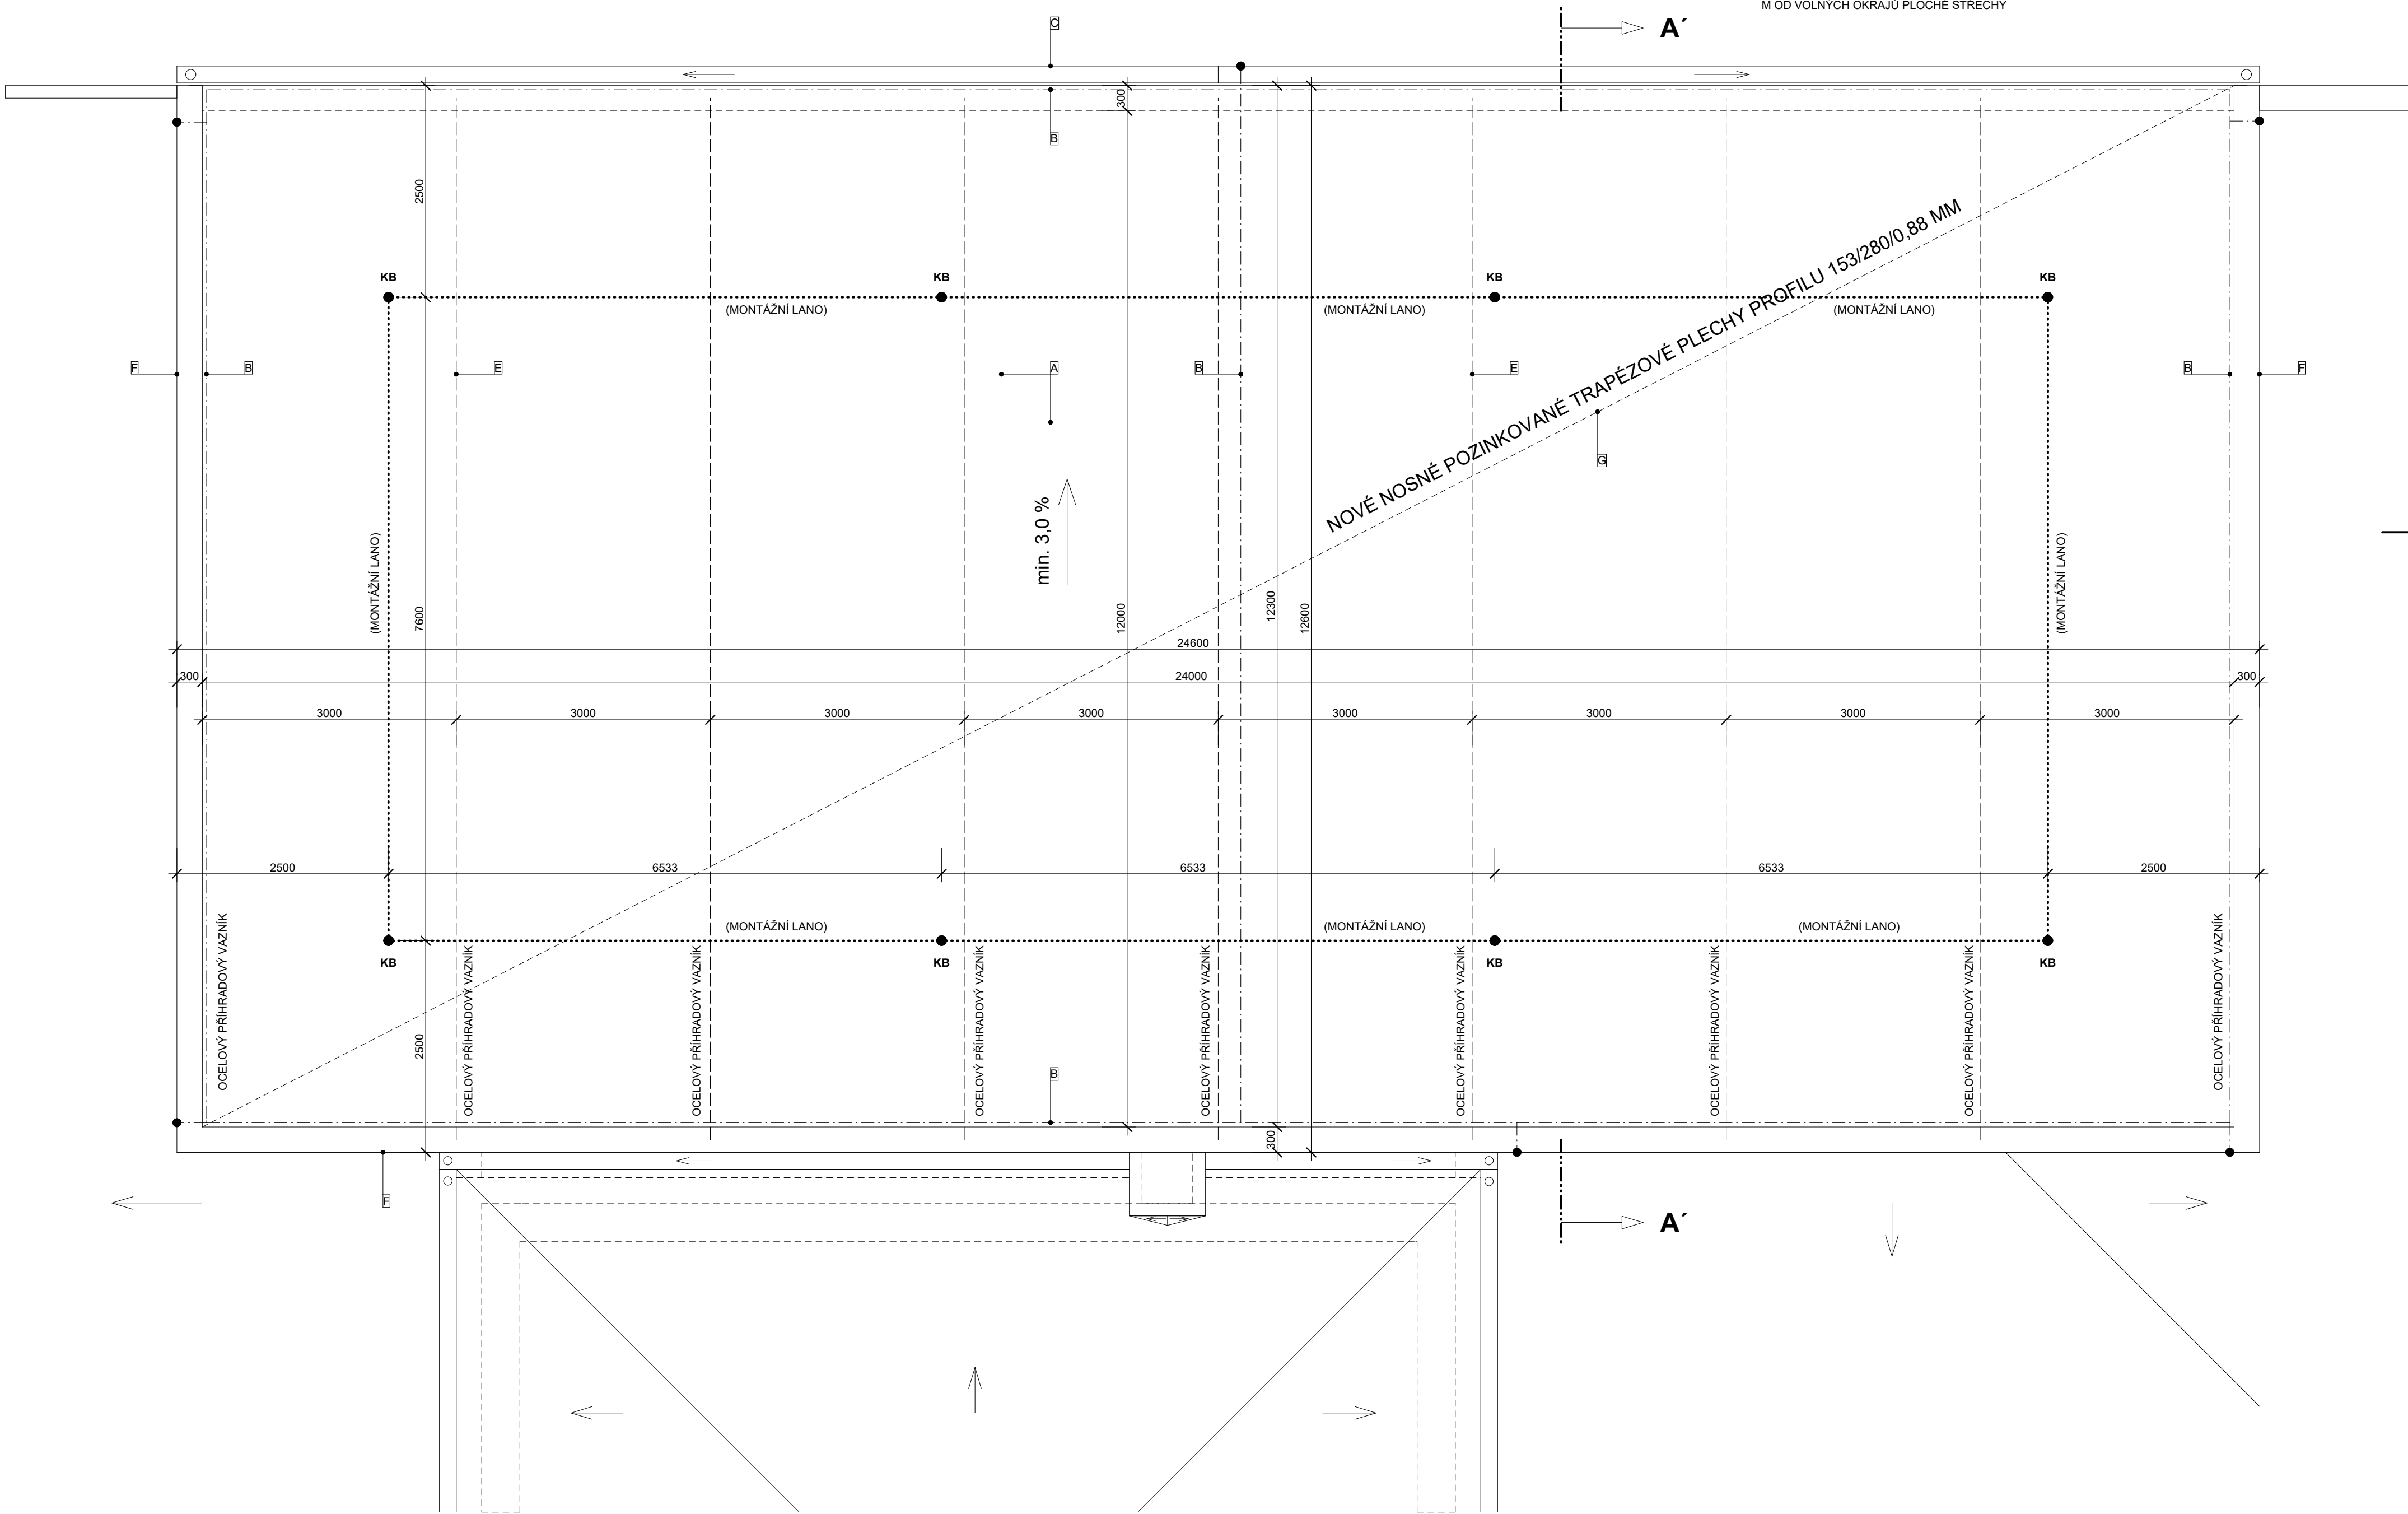 M OD VOLNÝCH OKRAJŮ PLOCHÉ STŘECHY
C
A´
300
B
2500
KB
KB
KB
KB
(MONTÁŽNÍ LANO)
(MONTÁŽNÍ LANO)
(MONTÁŽNÍ LANO)
NOVÉ NOSNÉ POZINKOVANÉ TRAPÉZOVÉ PLECHY PROFILU 153/280/0,88 MM
F
B
E
A
B
E
B
F
G
min. 3,0 %
(MONTÁŽNÍ LANO)
7600
12000
12300
12600
(MONTÁŽNÍ LANO)
24600
300
24000
300
3000
3000
3000
3000
3000
3000
3000
3000
2500
6533
6533
6533
2500
(MONTÁŽNÍ LANO)
(MONTÁŽNÍ LANO)
(MONTÁŽNÍ LANO)
KB
KB
KB
KB
OCELOVÝ PŘÍHRADOVÝ VAZNÍK
OCELOVÝ PŘÍHRADOVÝ VAZNÍK
OCELOVÝ PŘÍHRADOVÝ VAZNÍK
OCELOVÝ PŘÍHRADOVÝ VAZNÍK
OCELOVÝ PŘÍHRADOVÝ VAZNÍK
OCELOVÝ PŘÍHRADOVÝ VAZNÍK
OCELOVÝ PŘÍHRADOVÝ VAZNÍK
OCELOVÝ PŘÍHRADOVÝ VAZNÍK
OCELOVÝ PŘÍHRADOVÝ VAZNÍK
2500
B
300
F
A´